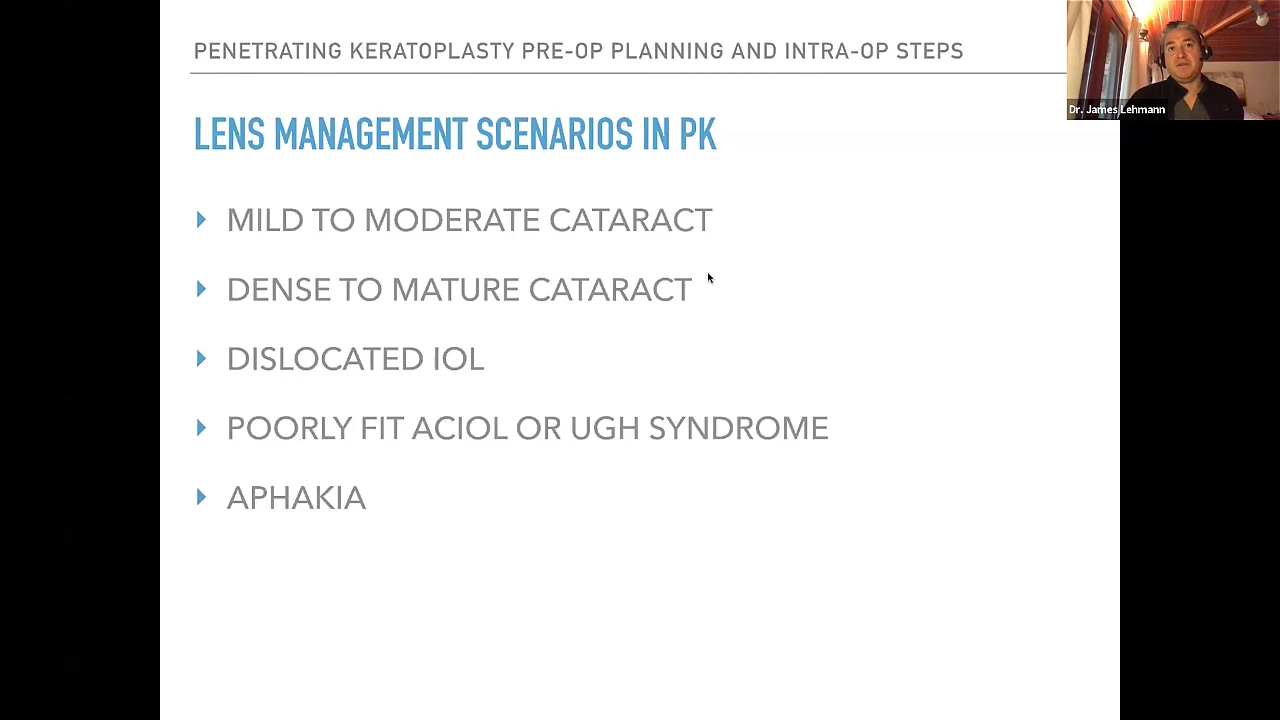 PENETRATING KERATOPLASTY PRE-OP PLANNING AND INTRA-OP STEPS
Dr. James Lehmann
LENS MANAGEMENT SCENARIOS IN PK
MILD TO MODERATE CATARACT
DENSE TO MATURE CATARACT
DISLOCATED IOL
POORLY FIT ACIOL OR UGH SYNDROME
APHAKIA